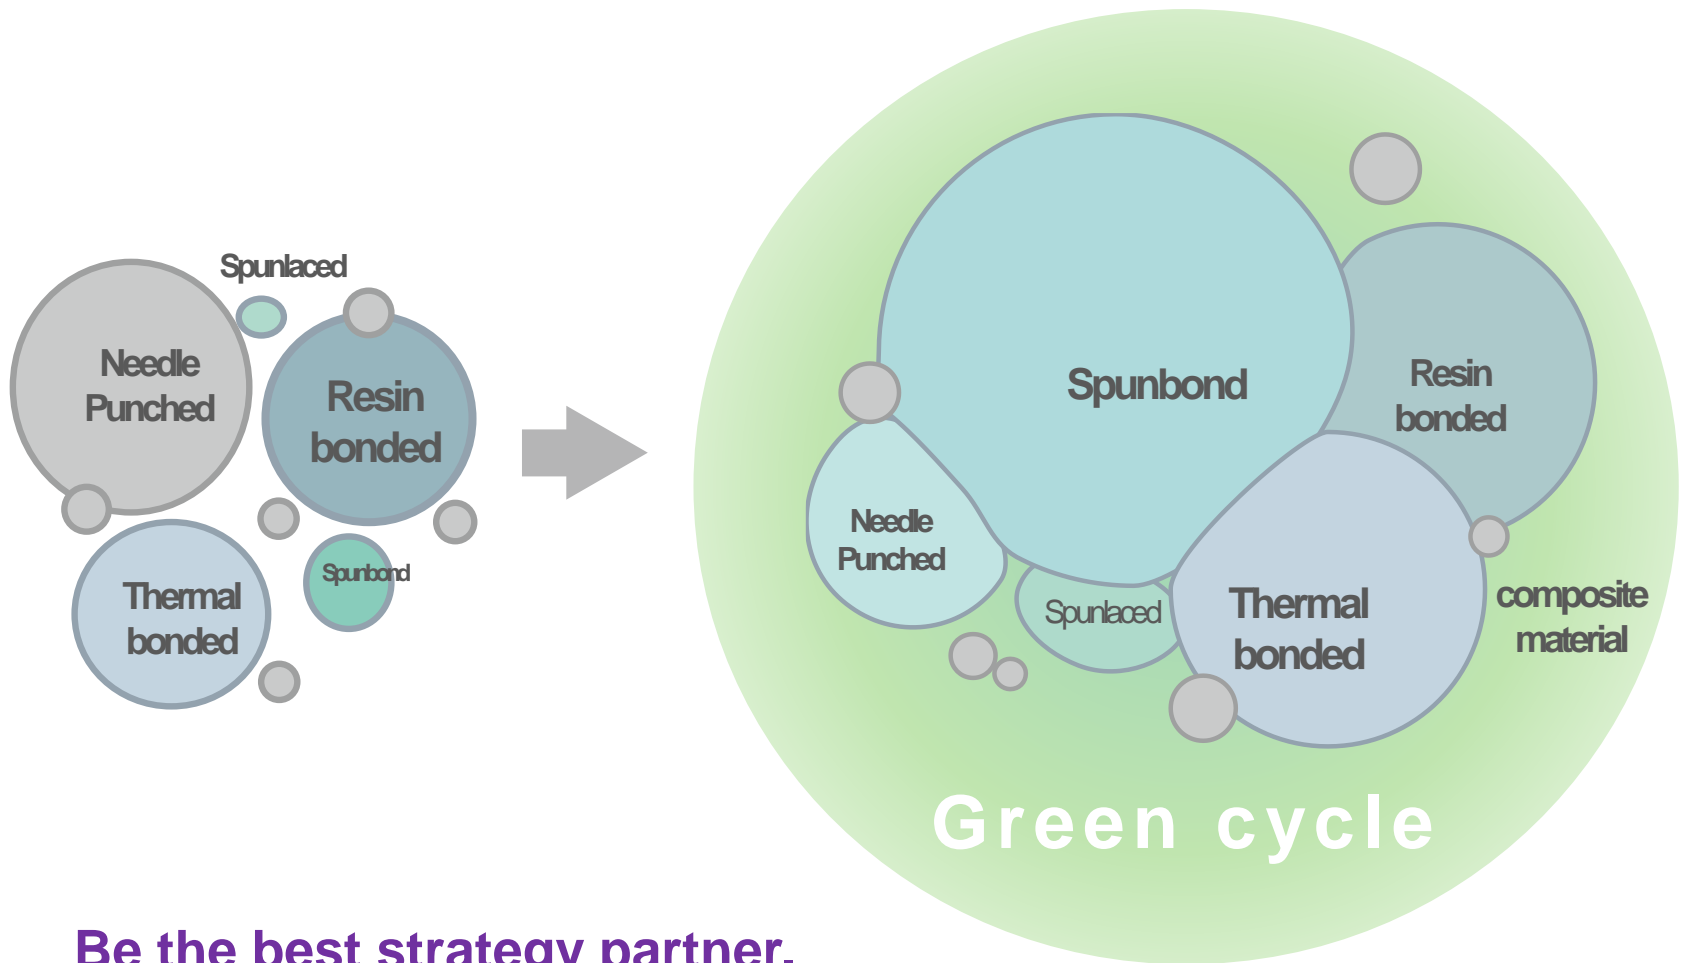 Spunlaced
Needle
Punched
Resin
bonded
Spunbond
Thermal
bonded
Spunbond
Resin
bonded
Needle
Punched
Spunlaced
Thermal
bonded
composite
material
Green cycle
Be the best strategy partner.